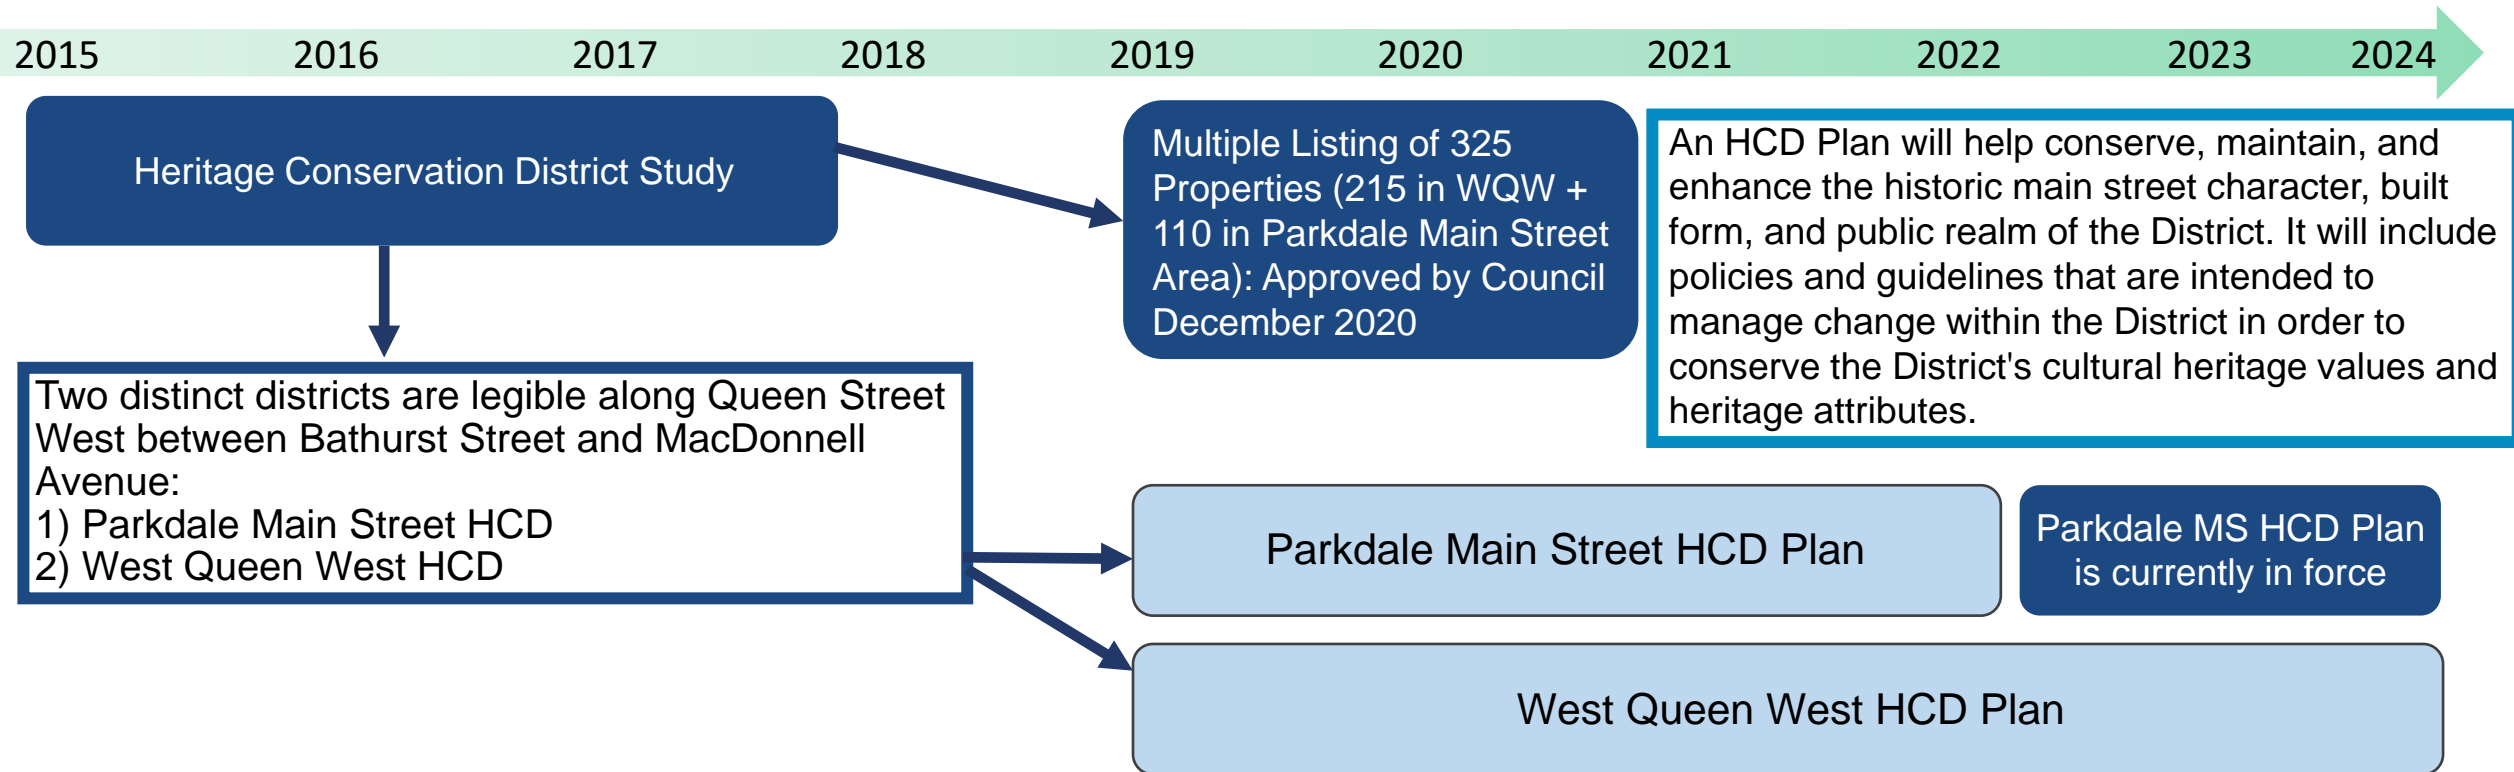 2015 2016 2017 2018 2019 2020 2021 2022 2023 2024
Heritage Conservation District Study
Multiple Listing of 325
Properties (215 in WQW +
110 in Parkdale Main Street
Area): Approved by Council
December 2020
An HCD Plan will help conserve, maintain, and
enhance the historic main street character, built
form, and public realm of the District. It will include
policies and guidelines that are intended to
manage change within the District in order to
conserve the District's cultural heritage values and
heritage attributes.
Two distinct districts are legible along Queen Street
West between Bathurst Street and MacDonnell
Avenue:
1) Parkdale Main Street HCD
2) West Queen West HCD
Parkdale Main Street HCD Plan
Parkdale MS HCD Plan
is currently in force
West Queen West HCD Plan